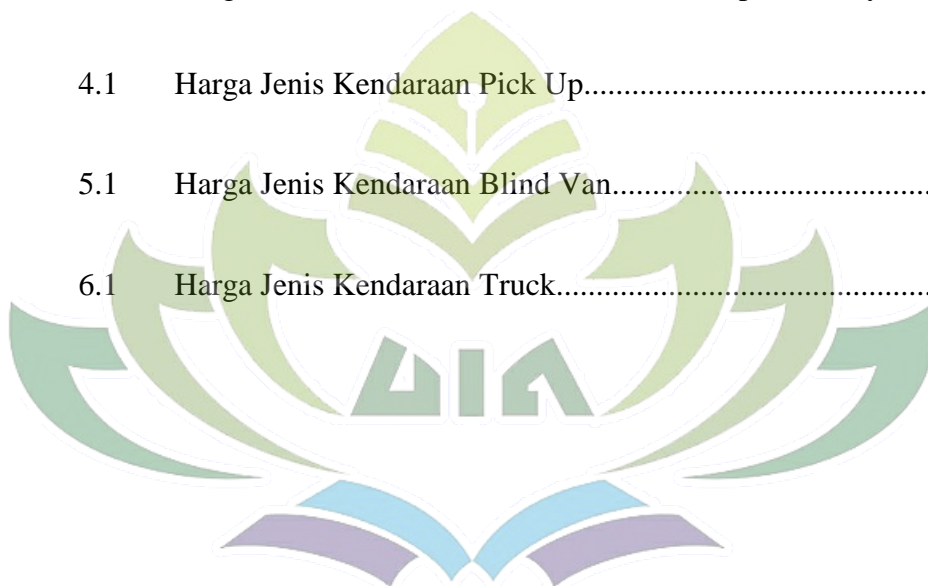 4.1 Harga Jenis Kendaraan Pick Up..........................................
5.1 Harga Jenis Kendaraan Blind Van.......................................
6.1 Harga Jenis Kendaraan Truck.............................................
UIN